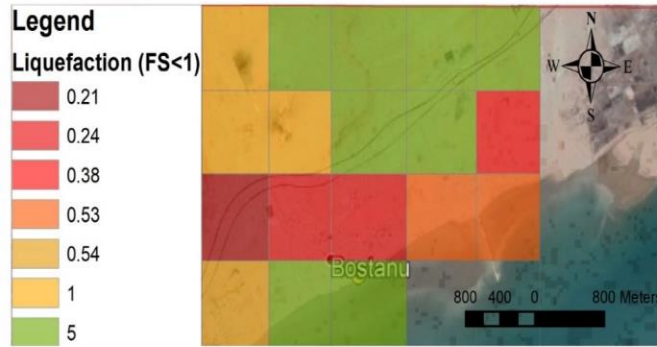 Legend
Liquefaction (FS<1)
0.21
0.24
0.38
0.53
0.54
1
5
N
W E
S
Bostanu
800 400 0 800 Meters